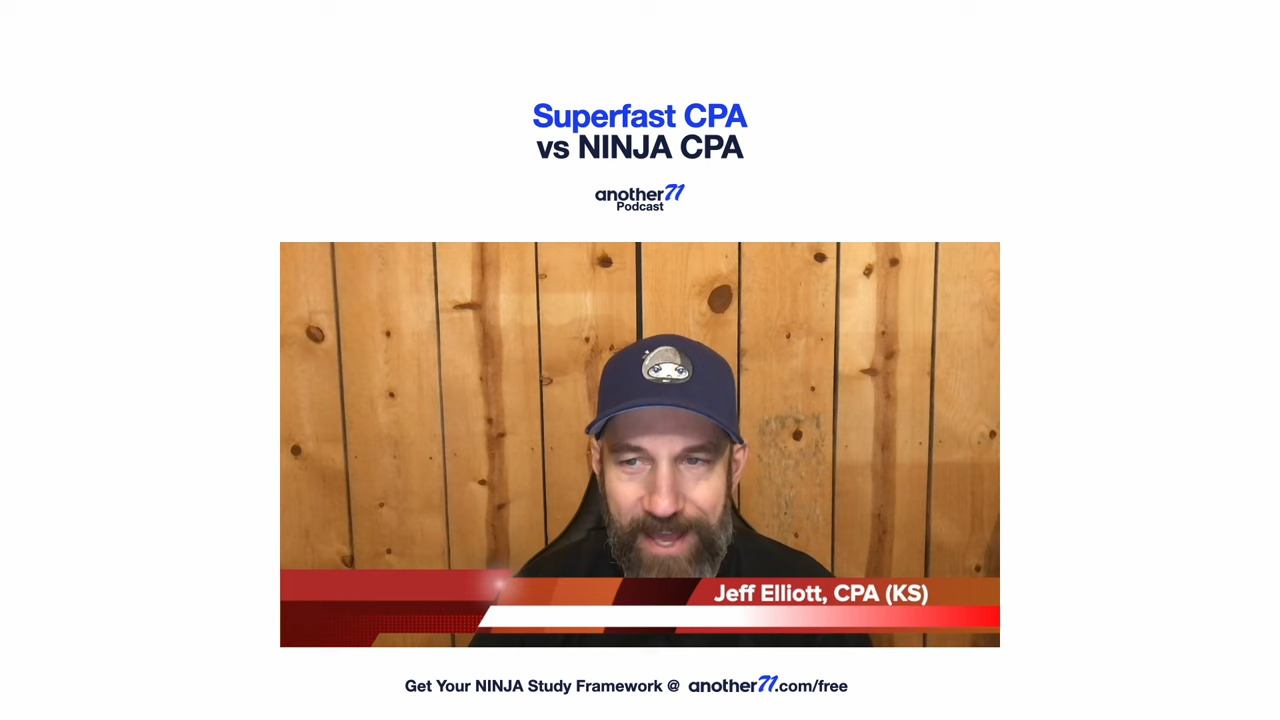 Superfast CPA
vs NINJA CPA
another71
Podcast
Jeff Elliott, CPA (KS)
Get Your NINJA Study Framework @ another71.com/free